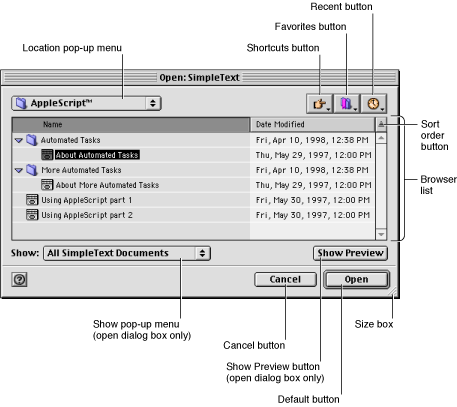 Recent button
Favorites button
Location pop-up menu
Shortcuts button
Open: SimpleText
AppleScript™
Name
Date Modified
Automated Tasks
Fri, Apr 10, 1998, 12:38 PM
About Automated Tasks
Thu, May 29, 1997, 12:00 PM
More Automated Tasks
Fri, Apr 10, 1998, 12:38 PM
About More Automated Tasks
Thu, May 29, 1997, 12:00 PM
Using AppleScript part 1
Fri, May 30, 1997, 12:00 PM
Using AppleScript part 2
Fri, May 30, 1997, 12:00 PM
Sort
order
button
Browser
list
Show:
All SimpleText Documents
Show Preview
?
Cancel
Open
Show pop-up menu
(open dialog box only)
Cancel button
Size box
Show Preview button
(open dialog box only)
Default button